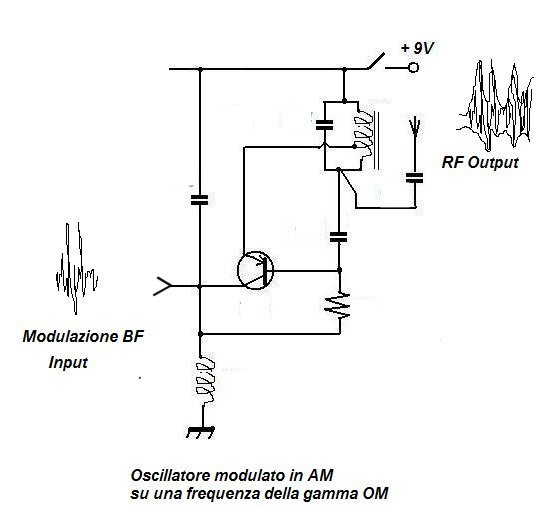 + 9V
RF Output
Modulazione BF
Input
Oscillatore modulato in AM
su una frequenza della gamma OM